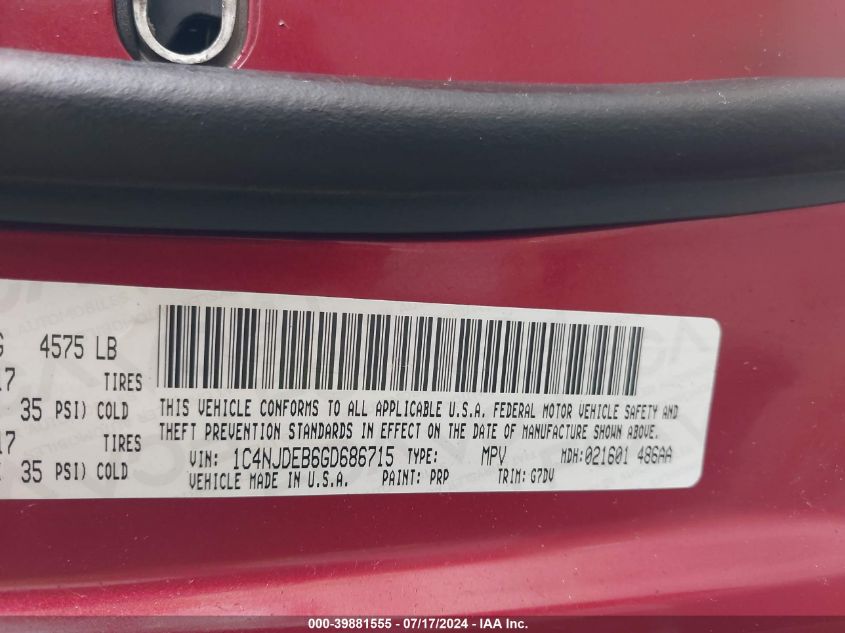 G 4575 LB
17 TIRES
35 PSI) COLD
17 TIRES
35 PSI) COLD
THIS VEHICLE CONFORMS TO ALL APPLICABLE U.S.A. FEDERAL MOTOR VEHICLE SAFETY AND
THEFT PREVENTION STANDARDS IN EFFECT ON THE DATE OF MANUFACTURE SHOWN ABOVE.
VIN: 1C4NJDEB6GD686715 TYPE: MPV MDH:021601 486AA
VEHICLE MADE IN U.S.A. PAINT: PRP TRIM: G7DV
000-39881555 - 07/17/2024 - IAA Inc.